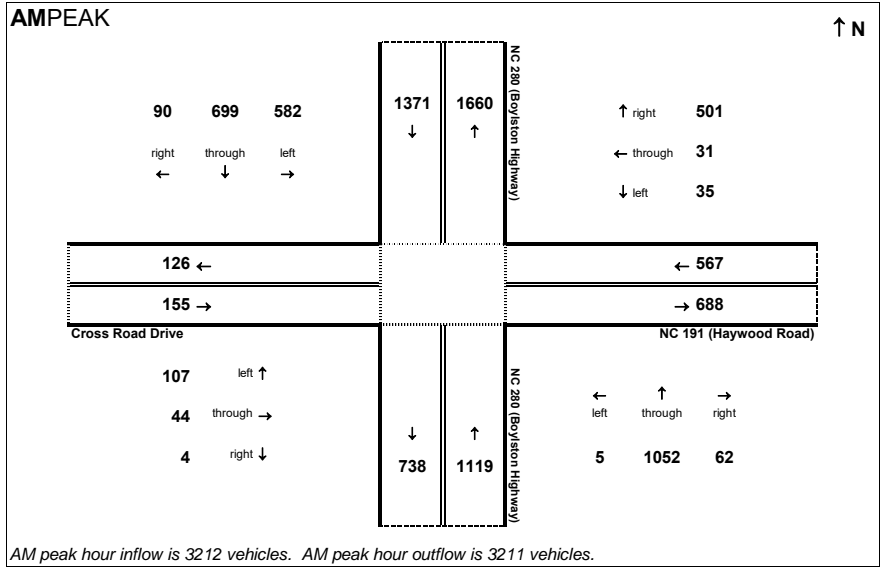 AMPEAK
↑ N
90 699 582
right through left
← ↓ →
1371 1660
↓ ↑
NC 280 (Boylston Highway)
↑ right 501
← through 31
↓ left 35
126 ←
155 →
← 567
→ 688
Cross Road Drive
NC 191 (Haywood Road)
107 left ↑
44 through →
4 right ↓
↓ ↑
738 1119
NC 280 (Boylston Highway)
← ↑ →
left through right
5 1052 62
AM peak hour inflow is 3212 vehicles. AM peak hour outflow is 3211 vehicles.